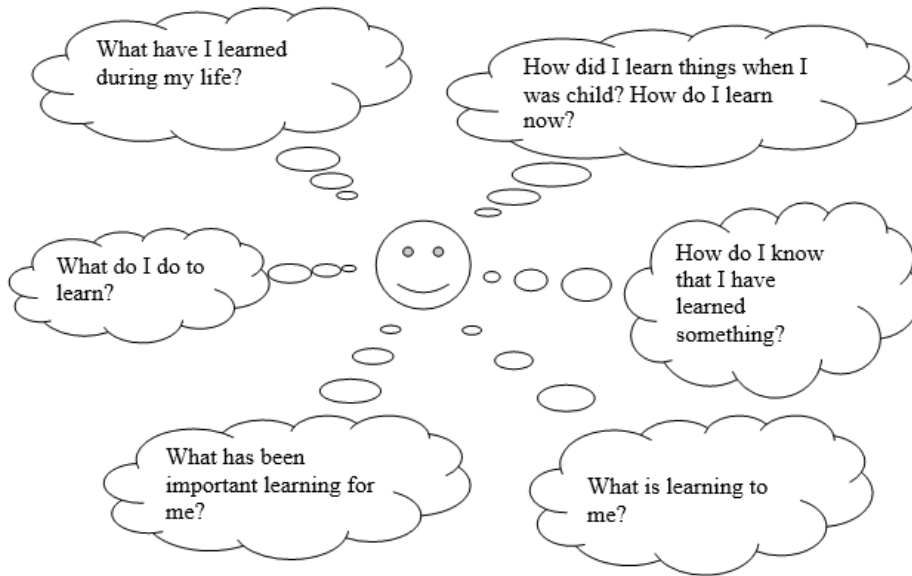 What have I learned
during my life?
How did I learn things when I
was child? How do I learn
now?
What do I do to
learn?
How do I know
that I have
learned
something?
What has been
important learning for
me?
What is learning to
me?